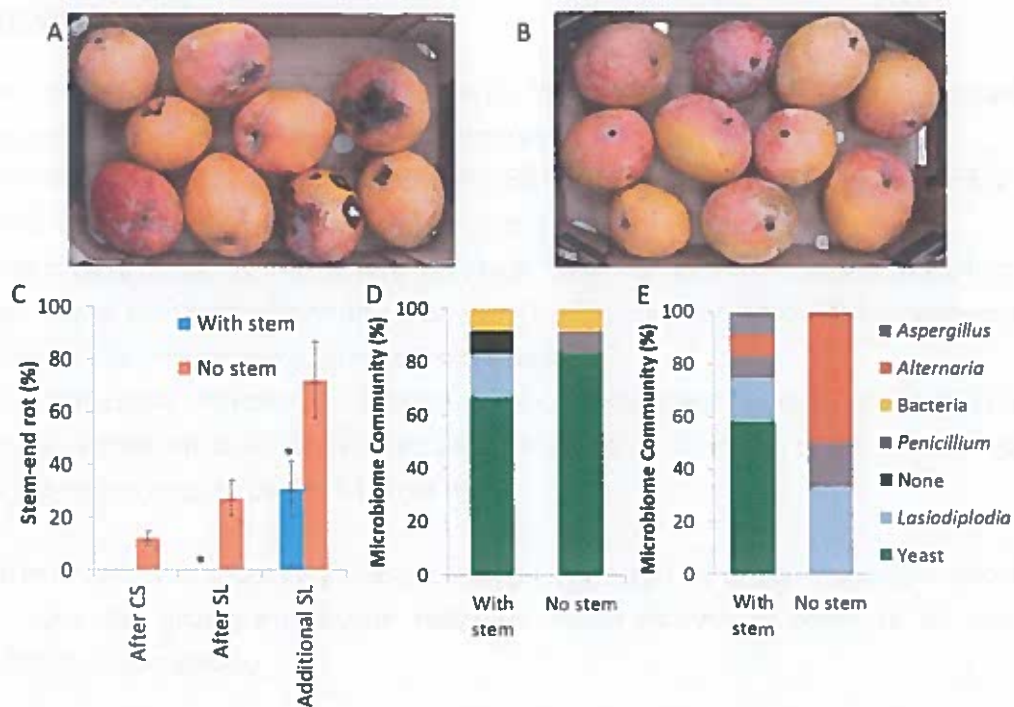 A
B
C
Stem-end rot (%)
100
80
60
40
20
0
With stem
No stem
*
*
After CS
After SL
Additional SL
D
Microbiome Community (%)
100
80
60
40
20
0
With
stem
No stem
E
Microbiome Community (%)
100
80
60
40
20
0
With
stem
No stem
Aspergillus
Alternaria
Bacteria
Penicillium
None
Lasiodiplodia
Yeast